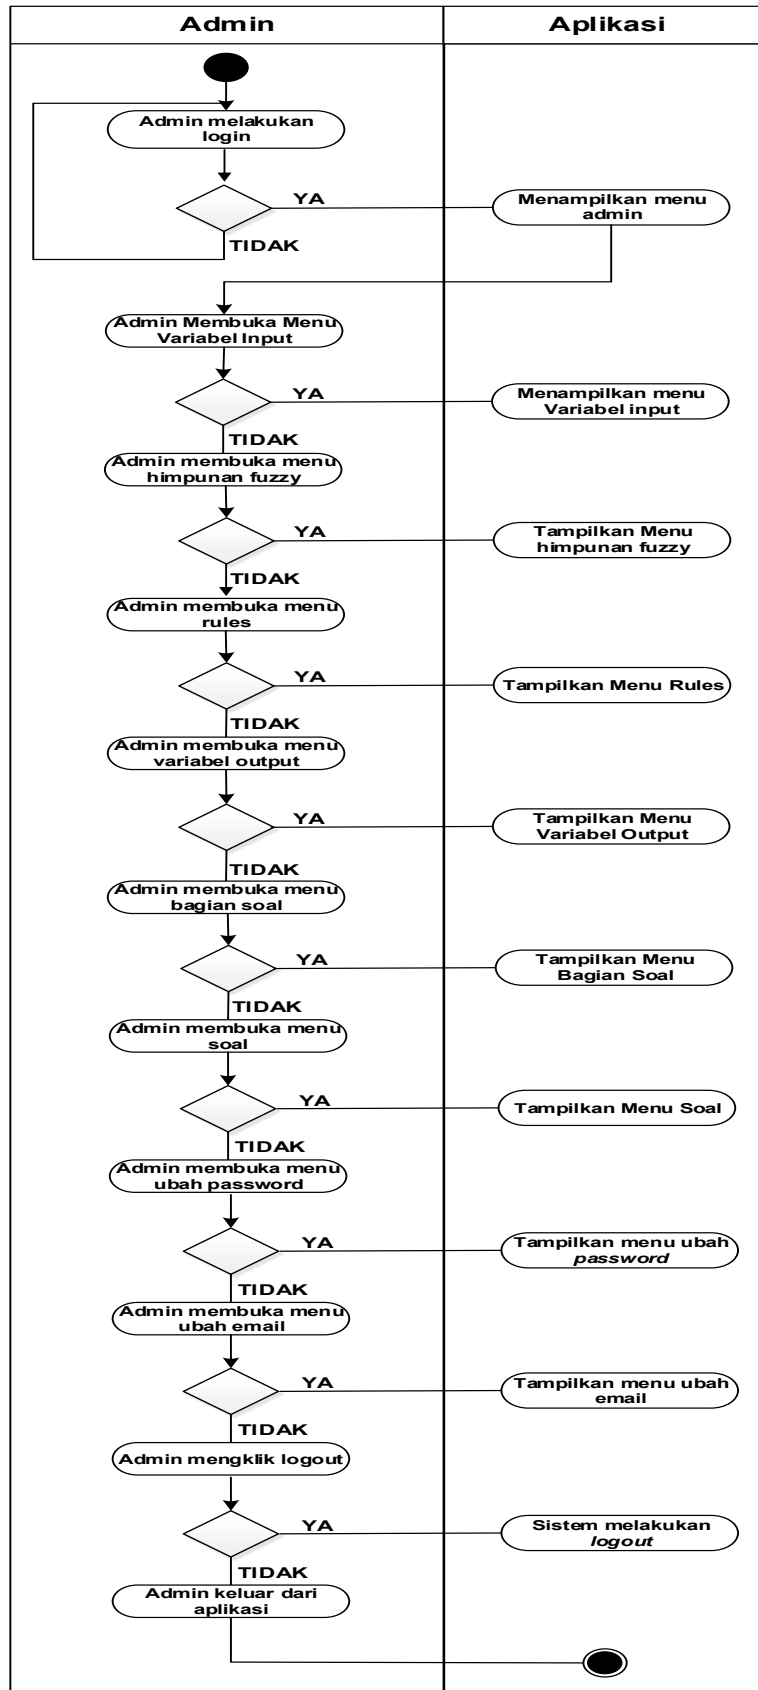 Admin
Aplikasi
Admin melakukan
login
YA
Menampilkan menu
admin
TIDAK
Admin Membuka Menu
Variabel Input
YA
Menampilkan menu
Variabel input
TIDAK
Admin membuka menu
himpunan fuzzy
YA
Tampilkan Menu
himpunan fuzzy
TIDAK
Admin membuka menu
rules
YA
Tampilkan Menu Rules
TIDAK
Admin membuka menu
variabel output
YA
Tampilkan Menu
Variabel Output
TIDAK
Admin membuka menu
bagian soal
YA
Tampilkan Menu
Bagian Soal
TIDAK
Admin membuka menu
soal
YA
Tampilkan Menu Soal
TIDAK
Admin membuka menu
ubah password
YA
Tampilkan menu ubah
password
TIDAK
Admin membuka menu
ubah email
YA
Tampilkan menu ubah
email
TIDAK
Admin mengklik logout
YA
Sistem melakukan
logout
TIDAK
Admin keluar dari
aplikasi